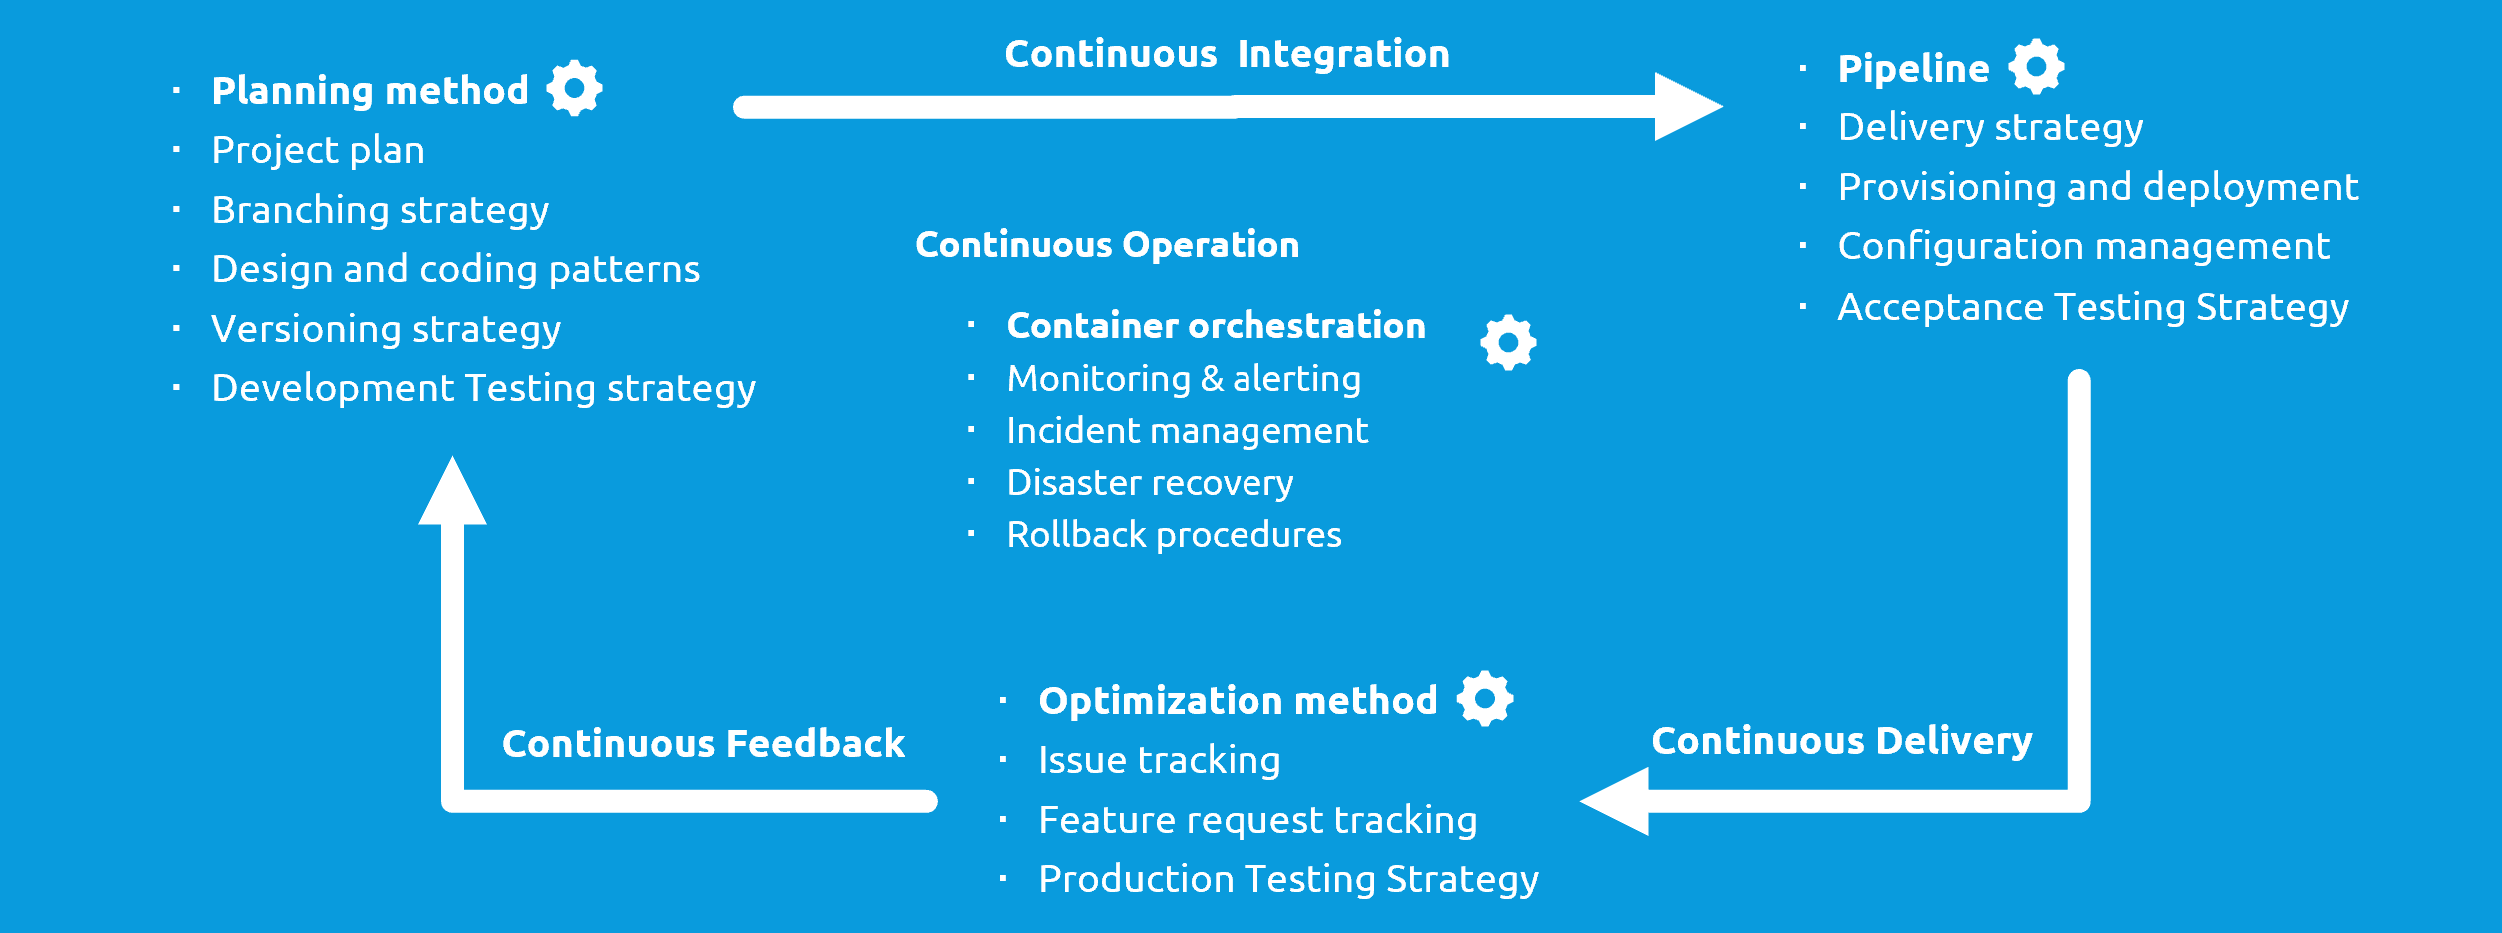 Continuous Integration
· Planning method
· Project plan
· Branching strategy
· Design and coding patterns
· Versioning strategy
· Development Testing strategy
· Pipeline
· Delivery strategy
· Provisioning and deployment
· Configuration management
· Acceptance Testing Strategy
Continuous Operation
· Container orchestration
· Monitoring & alerting
· Incident management
· Disaster recovery
· Rollback procedures
Continuous Feedback
· Optimization method
· Issue tracking
· Feature request tracking
· Production Testing Strategy
Continuous Delivery